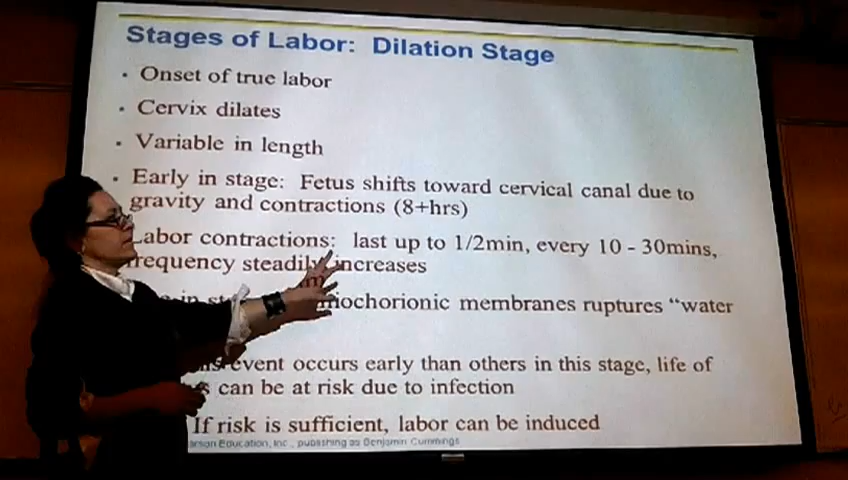 Stages of Labor: Dilation Stage
• Onset of true labor
• Cervix dilates
• Variable in length
• Early in stage: Fetus shifts toward cervical canal due to
gravity and contractions (8+hrs)
Labor contractions: last up to 1/2min, every 10 - 30mins,
frequency steadily increases
in membranes ruptures "water
event occurs early than others in this stage, life of
can be at risk due to infection
If risk is sufficient, labor can be induced
Education, Inc., publishing as Benjamin Cummings